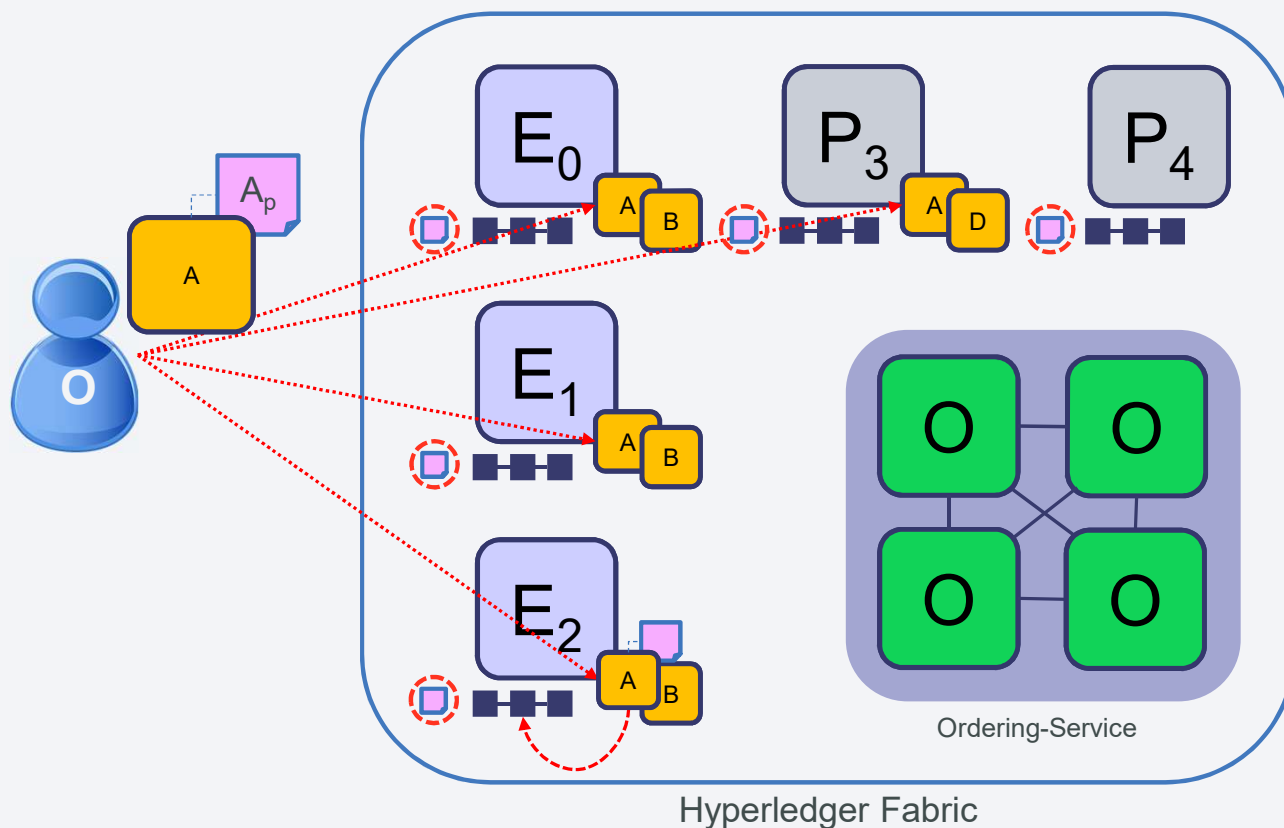 E0
P3
P4
Ap
A
A
B
A
D
O
E1
A
B
O
O
O
O
E2
A
B
Ordering-Service
Hyperledger Fabric